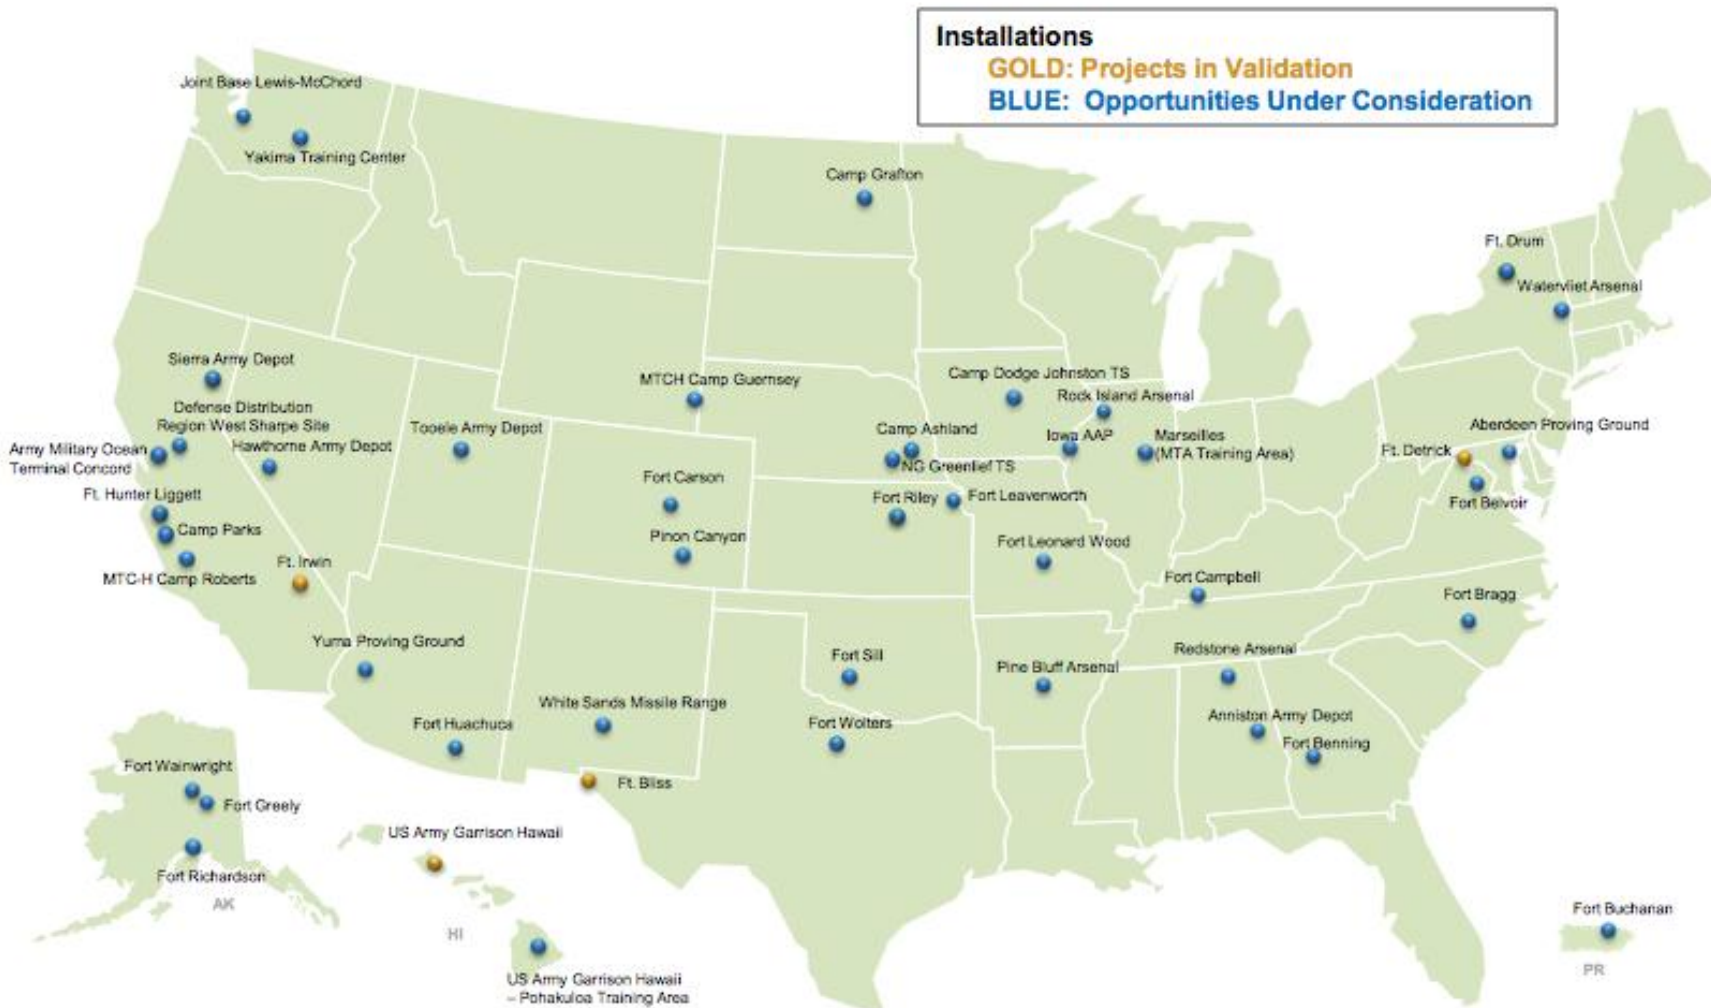 Installations
GOLD: Projects in Validation
BLUE: Opportunities Under Consideration
Joint Base Lewis-McChord
Yakima Training Center
Camp Grafton
Ft. Drum
Watervliet Arsenal
Sierra Army Depot
Defense Distribution
Region West Sharpe Site
Army Military Ocean
Terminal Concord
Hawthorne Army Depot
Tooele Army Depot
MTCH Camp Guernsey
Camp Dodge Johnston TS
Rock Island Arsenal
Camp Ashland
NG Greenlief TS
Iowa AAP
Marseilles
(MTA Training Area)
Aberdeen Proving Ground
Ft. Detrick
Fort Belvoir
Ft. Hunter Liggett
Camp Parks
MTC-H Camp Roberts
Ft. Irwin
Fort Carson
Pinon Canyon
Fort Riley
Fort Leavenworth
Fort Leonard Wood
Fort Campbell
Fort Bragg
Yuma Proving Ground
Fort Huachuca
White Sands Missile Range
Fort Sill
Fort Wolters
Pine Bluff Arsenal
Redstone Arsenal
Anniston Army Depot
Fort Benning
Ft. Bliss
Fort Wainwright
Fort Greely
Fort Richardson
AK
US Army Garrison Hawaii
HI
US Army Garrison Hawaii
– Pohakuloa Training Area
Fort Buchanan
PR